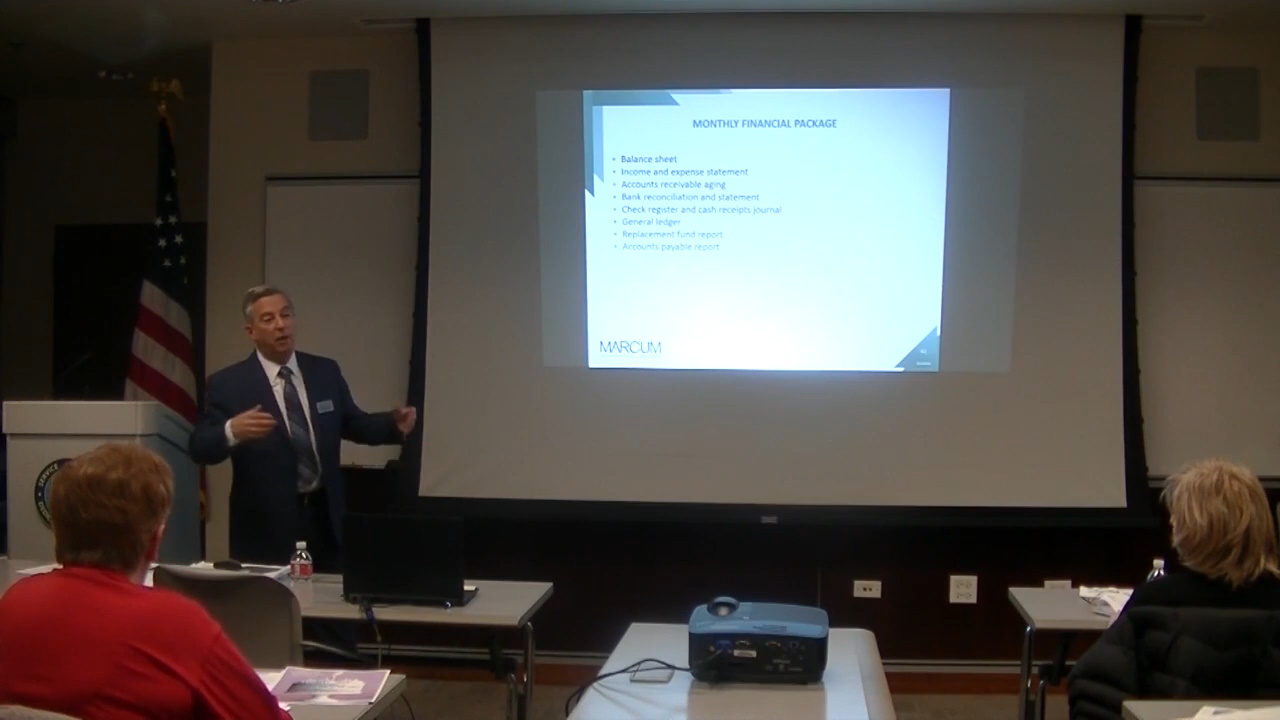 MONTHLY FINANCIAL PACKAGE
• Balance sheet
• Income and expense statement
• Accounts receivable aging
• Bank reconciliation and statement
• Check register and cash receipts journal
• General ledger
• Replacement fund report
• Accounts payable report
MARCUM
SERVICE